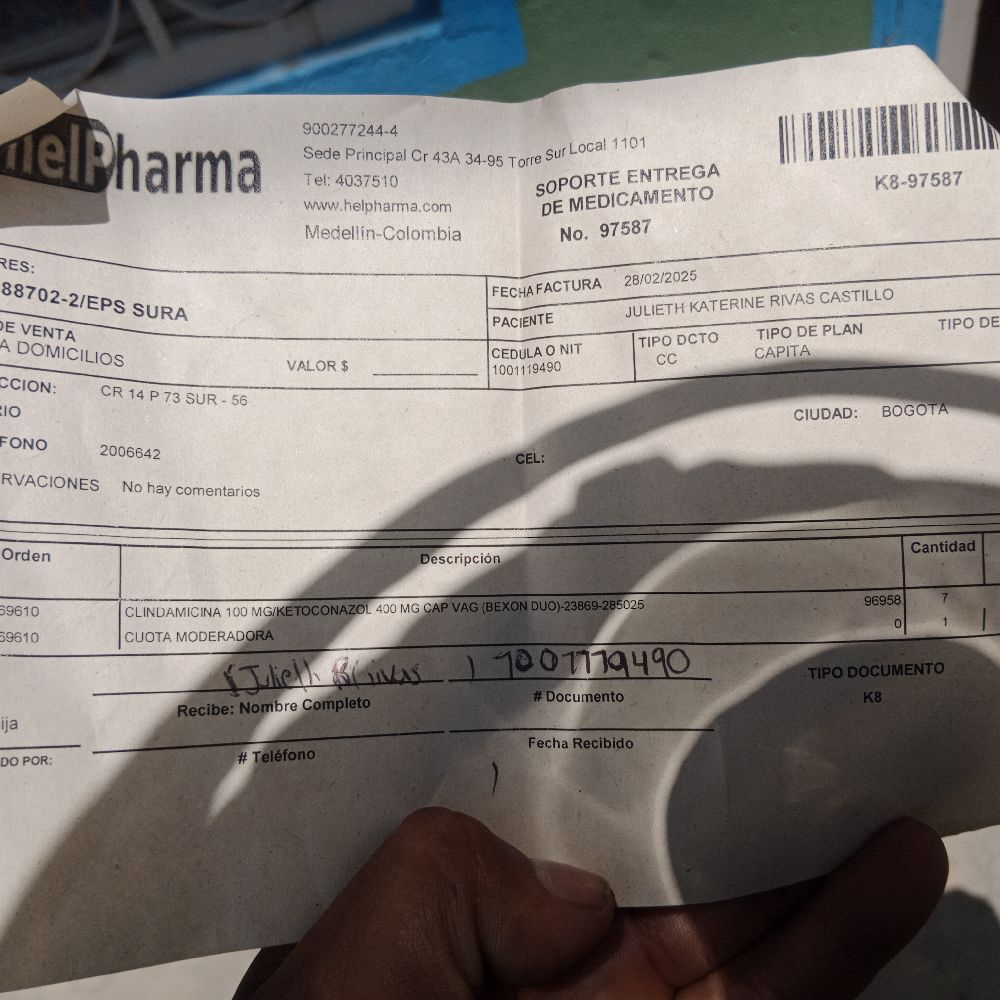 helPharma
900277244-4
Sede Principal Cr 43A 34-95 Torre Sur Local 1101
Tel: 4037510
www.helpharma.com
Medellín-Colombia
SOPORTE ENTREGA
DE MEDICAMENTO
No. 97587
K8-97587
RES:
88702-2/EPS SURA
DE VENTA
A DOMICILIOS
VALOR $
FECHA FACTURA 28/02/2025
PACIENTE JULIETH KATERINE RIVAS CASTILLO
CEDULA O NIT
1001119490
TIPO DCTO
CC
TIPO DE PLAN
CAPITA
TIPO DE
CCION: CR 14 P 73 SUR - 56
RIO
CIUDAD: BOGOTA
FONO 2006642
CEL:
RVACIONES No hay comentarios
Orden Descripción Cantidad
69610 CLINDAMICINA 100 MG/KETOCONAZOL 400 MG CAP VAG (BEXON DUO)-23869-285025 96958 7
69610 CUOTA MODERADORA 0 1
Julieth Rivas 1001119490
Recibe: Nombre Completo # Documento
TIPO DOCUMENTO
K8
ija
DO POR:
# Teléfono Fecha Recibido